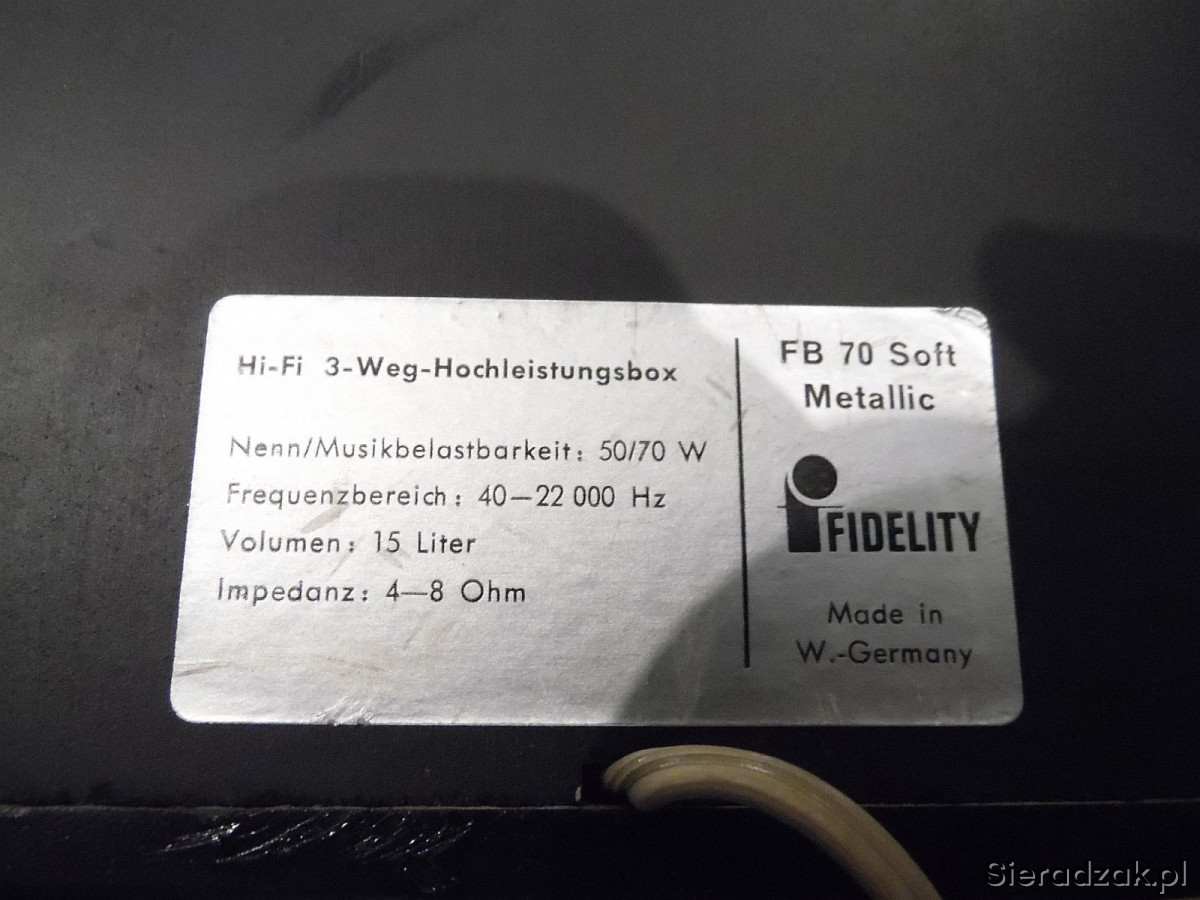 Hi-Fi 3-Weg-Hochleistungsbox
Nenn/Musikbelastbarkeit: 50/70 W
Frequenzbereich: 40—22 000 Hz
Volumen: 15 Liter
Impedanz: 4—8 Ohm
FB 70 Soft
Metallic
FIDELITY
Made in
W.-Germany
Sieradzak.pl